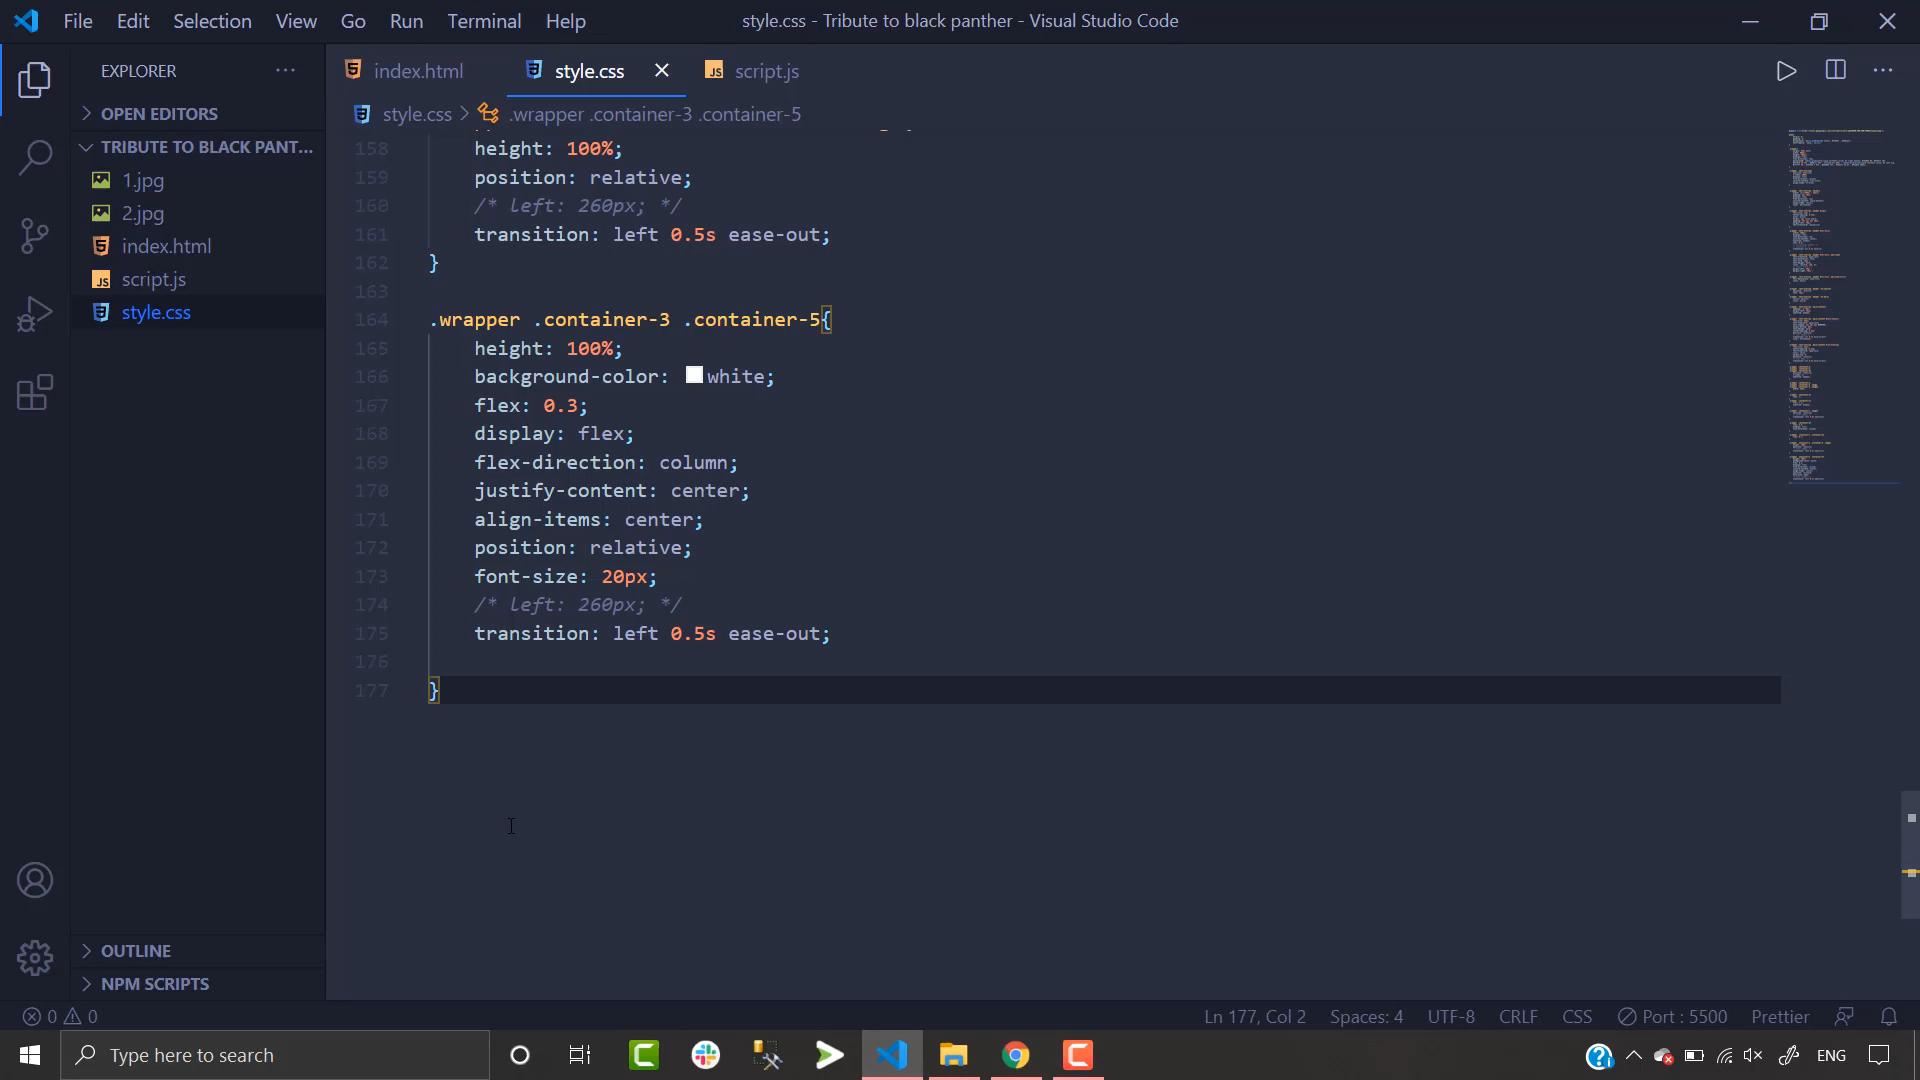 File Edit Selection View Go Run Terminal Help
style.css - Tribute to black panther - Visual Studio Code
EXPLORER
OPEN EDITORS
TRIBUTE TO BLACK PANT...
1.jpg
2.jpg
index.html
script.js
style.css
OUTLINE
NPM SCRIPTS
index.html
style.css
JS script.js
style.css > .wrapper .container-3 .container-5
158 height: 100%;
159 position: relative;
160 /* left: 260px; */
161 transition: left 0.5s ease-out;
162 }
163
164 .wrapper .container-3 .container-5{
165 height: 100%;
166 background-color: white;
167 flex: 0.3;
168 display: flex;
169 flex-direction: column;
170 justify-content: center;
171 align-items: center;
172 position: relative;
173 font-size: 20px;
174 /* left: 260px; */
175 transition: left 0.5s ease-out;
176
177 }
0 0
Ln 177, Col 2 Spaces: 4 UTF-8 CRLF CSS Port : 5500 Prettier
Type here to search
ENG